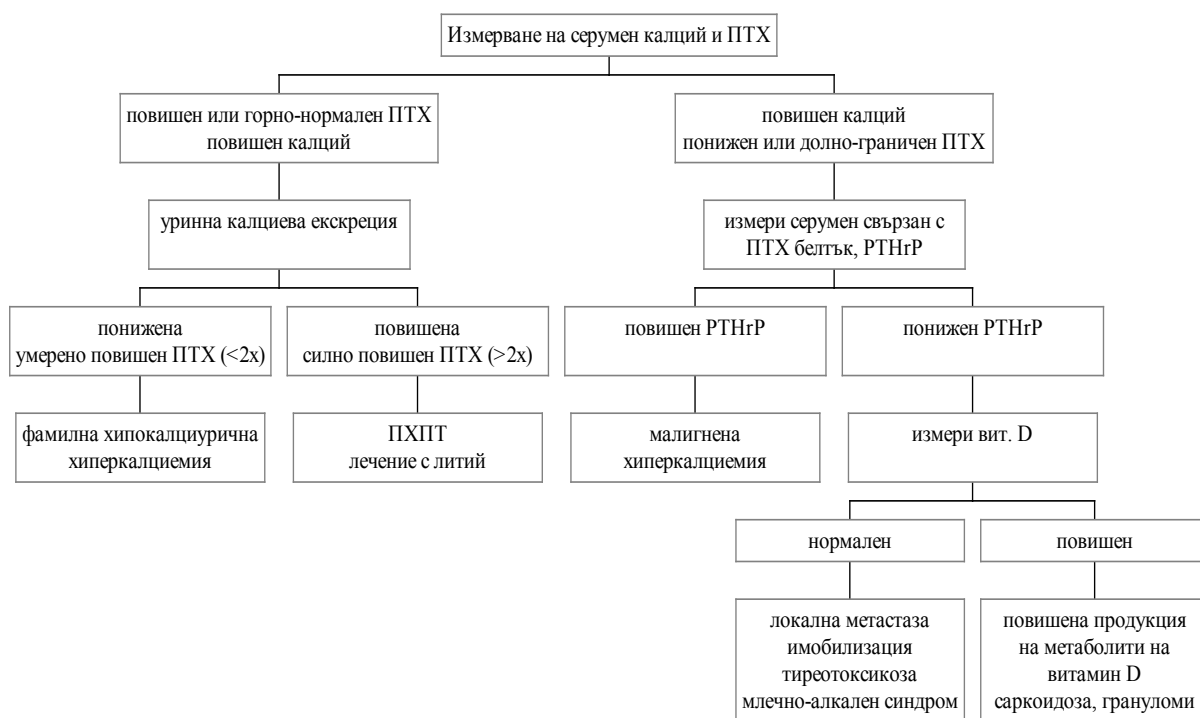 Измерване на серумен калций и ПТХ
повишен или горно-нормален ПТХ
повишен калций
повишен калций
понижен или долно-граничен ПТХ
уринна калциева екскреция
измери серумен свързан с
ПТХ белтък, PTHrP
понижена
умерено повишен ПТХ (<2x)
повишена
силно повишен ПТХ (>2x)
повишен PTHrP
понижен PTHrP
фамилна хипокалциурична
хиперкалциемия
ПХПТ
лечение с литий
малигнена
хиперкалциемия
измери вит. D
нормален
повишен
локална метастаза
имобилизация
тиреотоксикоза
млечно-алкален синдром
повишена продукция
на метаболити на
витамин D
саркоидоза, грануломи